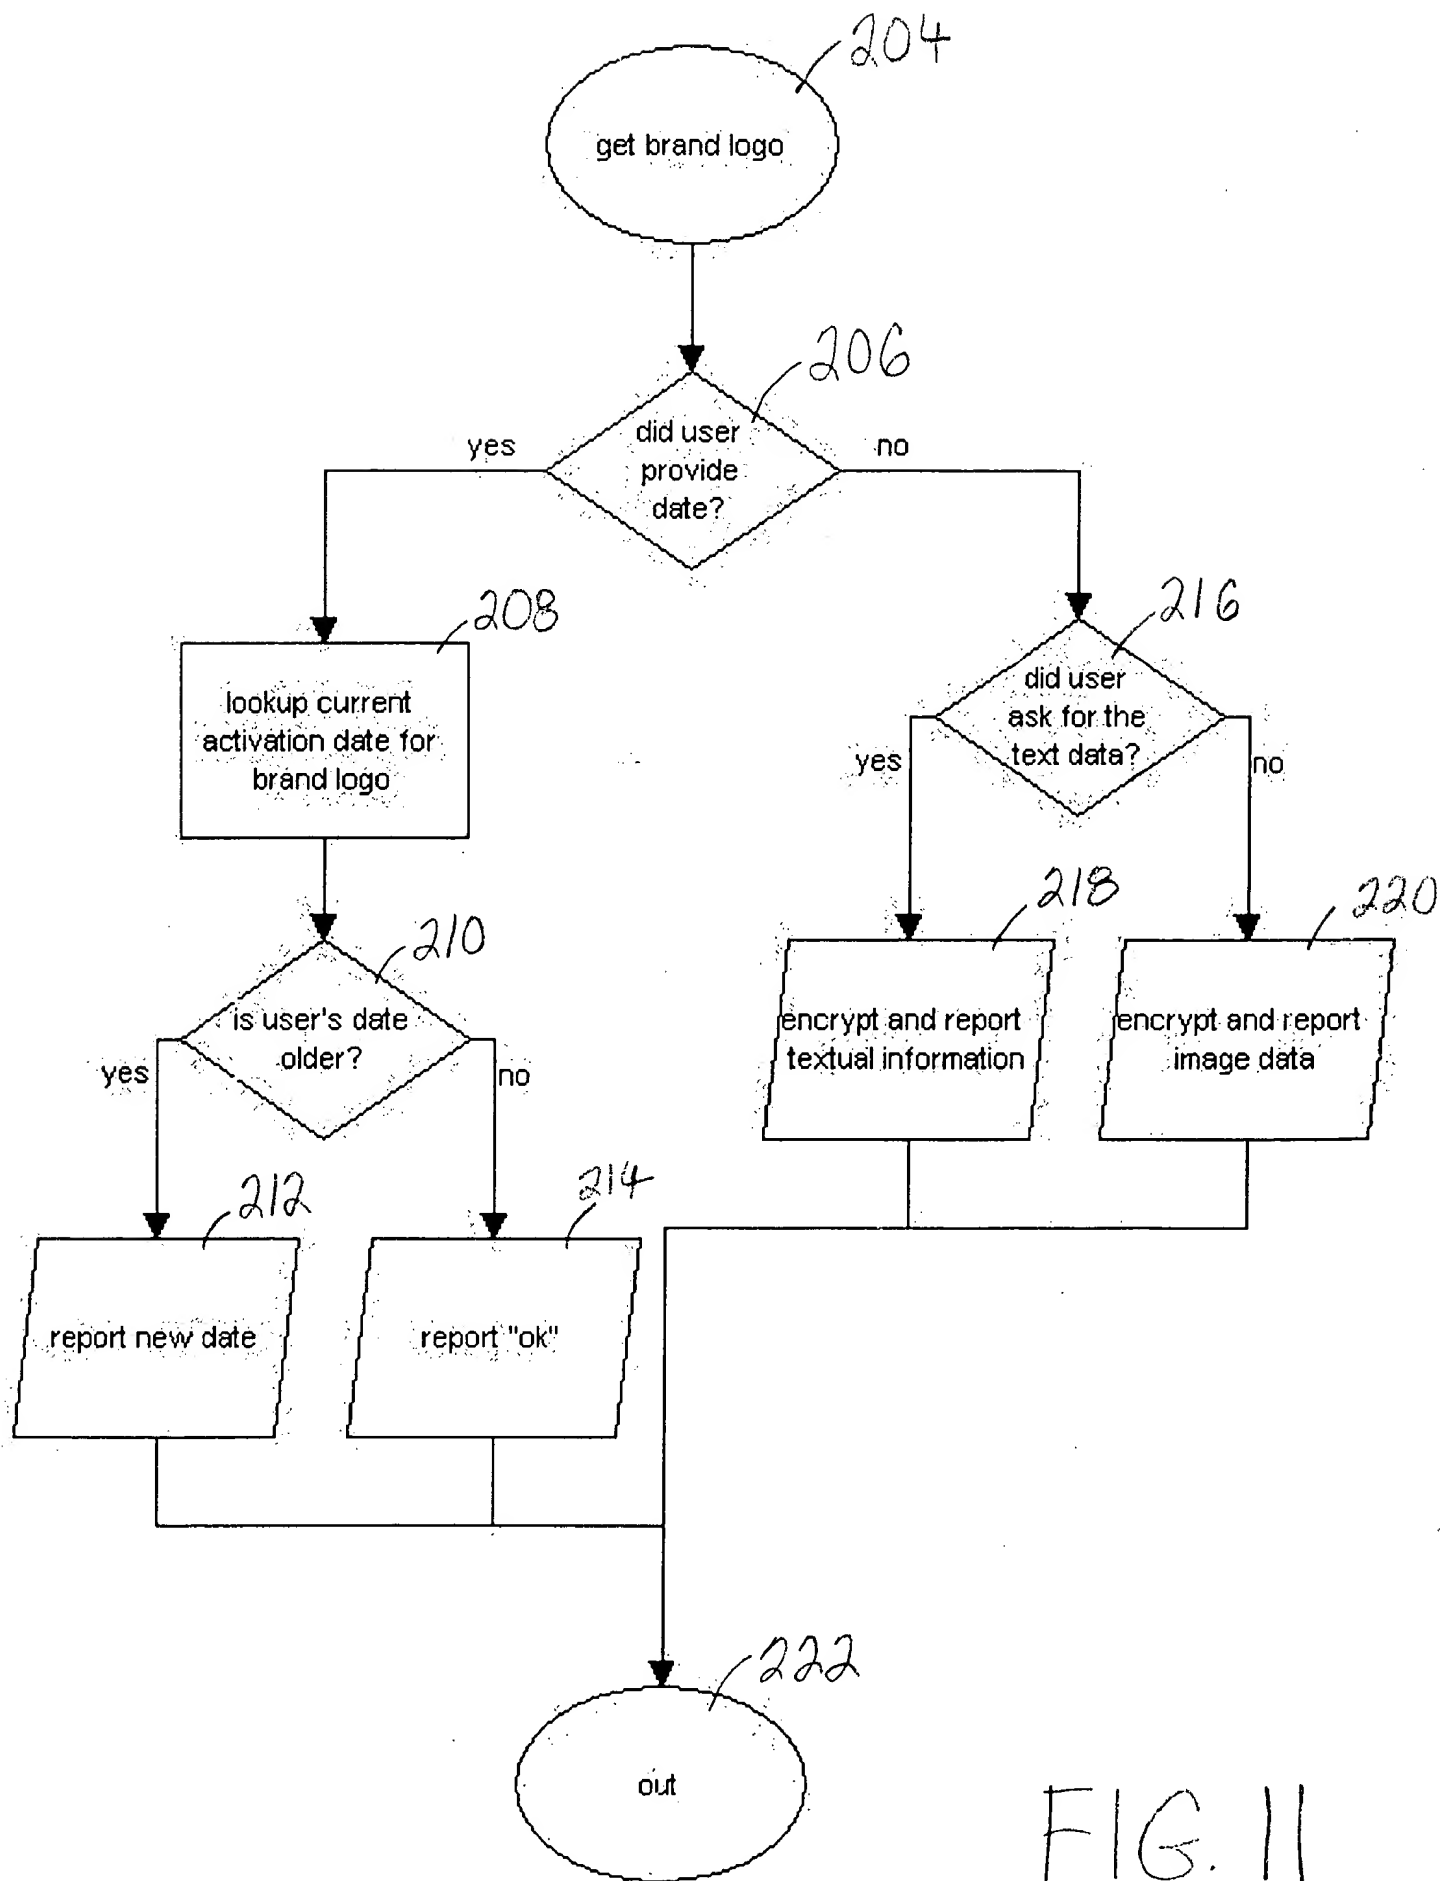 204
get brand logo
206
did user
provide
date?
yes
no
208
lookup current
activation date for
brand logo
216
did user
ask for the
text data?
yes
no
210
is user's date
older?
yes
no
218
encrypt and report
textual information
220
encrypt and report
image data
212
report new date
214
report "ok"
222
out
FIG. 11